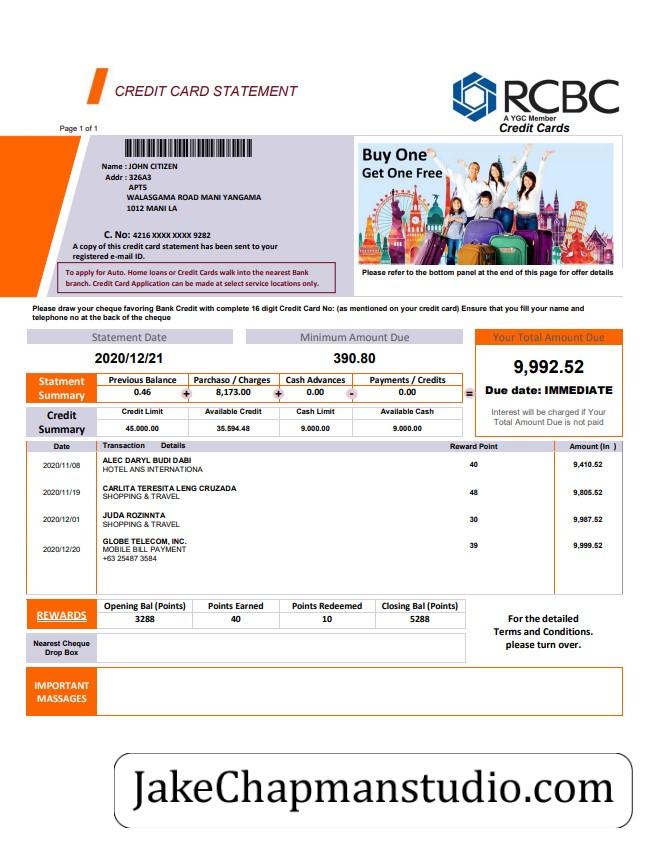 CREDIT CARD STATEMENT
RCBC
A YGC Member
Credit Cards
Page 1 of 1
Name : JOHN CITIZEN
Addr : 326A3
APT5
WALASGAMA ROAD MANI YANGAMA
1012 MANI LA
C. No: 4216 XXXX XXXX 9282
A copy of this credit card statement has been sent to your
registered e-mail ID.
To apply for Auto. Home loans or Credit Cards walk into the nearest Bank
branch. Credit Card Application can be made at select service locations only.
Buy One
Get One Free
Please refer to the bottom panel at the end of this page for offer details
Please draw your cheque favoring Bank Credit with complete 16 digit Credit Card No: (as mentioned on your credit card) Ensure that you fill your name and
telephone no at the back of the cheque
Statement Date Minimum Amount Due Your Total Amount Due
2020/12/21 390.80 9,992.52
Due date: IMMEDIATE
Interest will be charged if Your
Total Amount Due is not paid
Statment
Summary
Previous Balance Parchaso / Charges Cash Advances Payments / Credits
0.46 + 8,173.00 + 0.00 - 0.00 =
Credit
Summary
Credit Limit Available Credit Cash Limit Available Cash
45.000.00 35.594.48 9.000.00 9.000.00
Date Transaction Details Reward Point Amount (In )
2020/11/08 ALEC DARYL BUDI DABI 40 9,410.52
HOTEL ANS INTERNATIONA
2020/11/19 CARLITA TERESITA LENG CRUZADA 48 9,805.52
SHOPPING & TRAVEL
2020/12/01 JUDA ROZINNTA 30 9,987.52
SHOPPING & TRAVEL
2020/12/20 GLOBE TELECOM, INC. 39 9,999.52
MOBILE BILL PAYMENT
+63 25487 3584
REWARDS
Opening Bal (Points) Points Earned Points Redeemed Closing Bal (Points)
3288 40 10 5288
For the detailed
Terms and Conditions.
please turn over.
Nearest Cheque
Drop Box
IMPORTANT
MASSAGES
JakeChapmanstudio.com